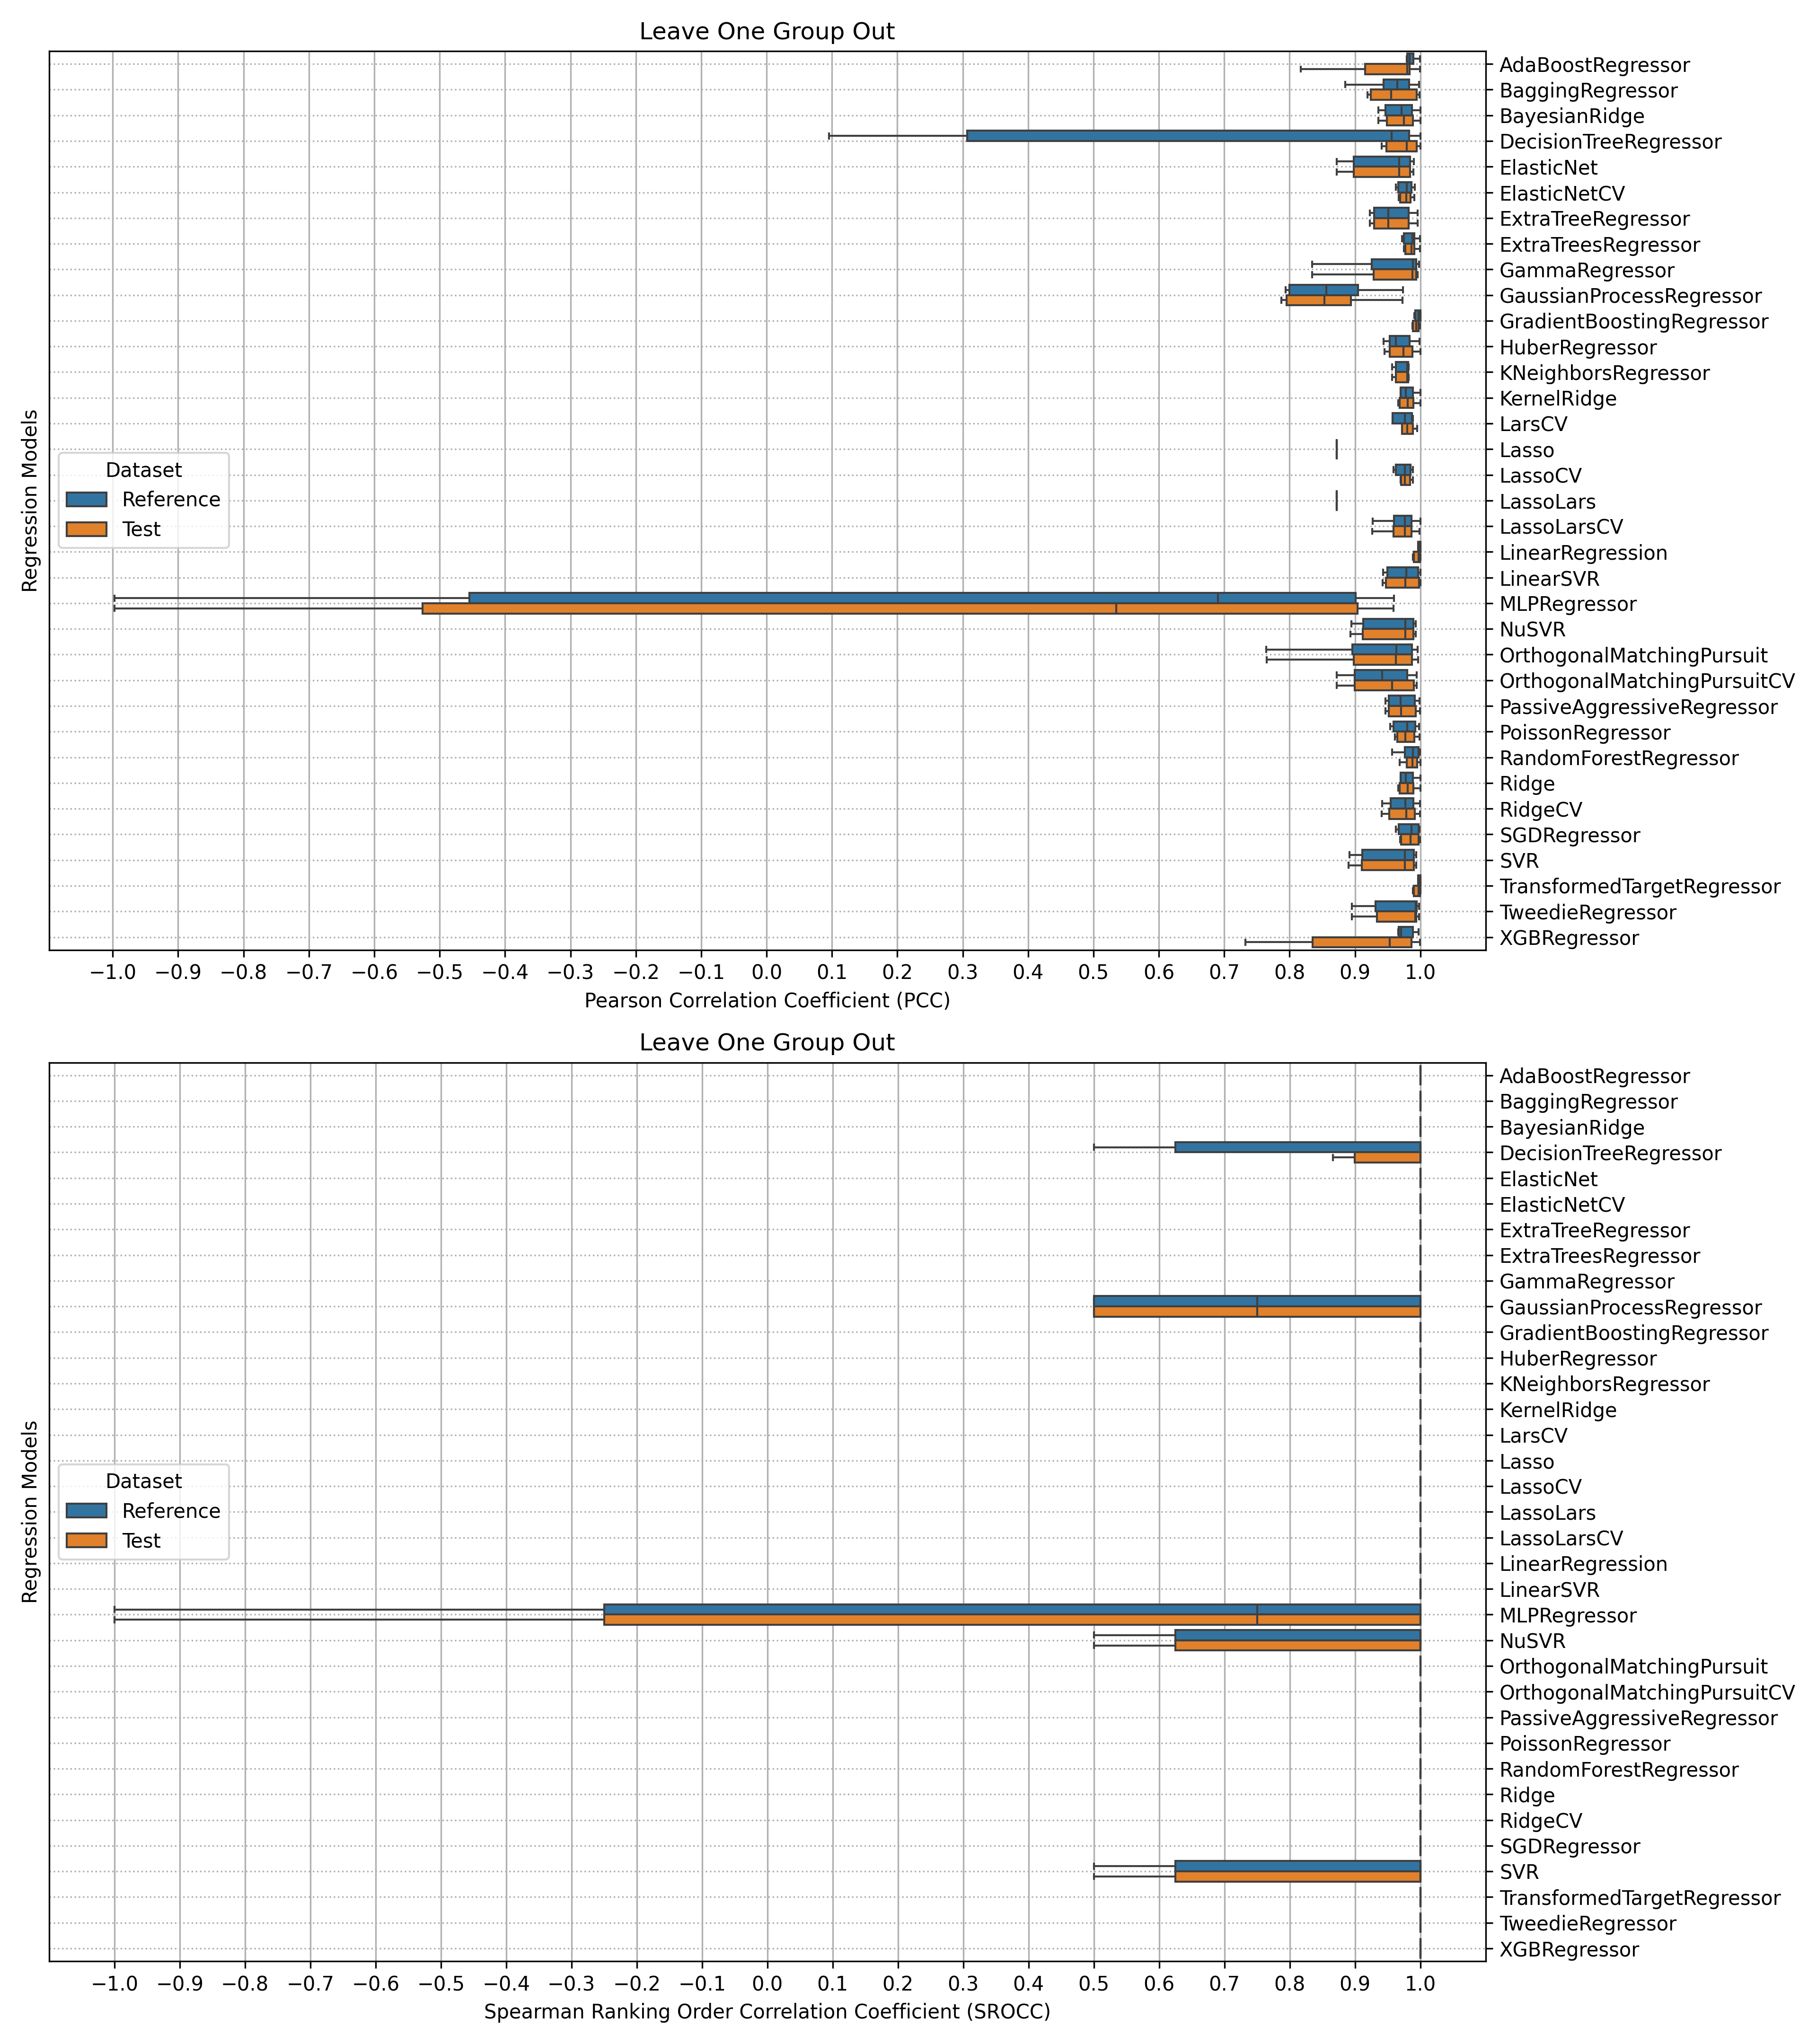 Leave One Group Out
AdaBoostRegressor
BaggingRegressor
BayesianRidge
DecisionTreeRegressor
ElasticNet
ElasticNetCV
ExtraTreeRegressor
ExtraTreesRegressor
GammaRegressor
GaussianProcessRegressor
GradientBoostingRegressor
HuberRegressor
KNeighborsRegressor
KernelRidge
LarsCV
Lasso
LassoCV
LassoLars
LassoLarsCV
LinearRegression
LinearSVR
MLPRegressor
NuSVR
OrthogonalMatchingPursuit
OrthogonalMatchingPursuitCV
PassiveAggressiveRegressor
PoissonRegressor
RandomForestRegressor
Ridge
RidgeCV
SGDRegressor
SVR
TransformedTargetRegressor
TweedieRegressor
XGBRegressor
Regression Models
Dataset
Reference
Test
−1.0 −0.9 −0.8 −0.7 −0.6 −0.5 −0.4 −0.3 −0.2 −0.1 0.0 0.1 0.2 0.3 0.4 0.5 0.6 0.7 0.8 0.9 1.0
Pearson Correlation Coefficient (PCC)
Leave One Group Out
AdaBoostRegressor
BaggingRegressor
BayesianRidge
DecisionTreeRegressor
ElasticNet
ElasticNetCV
ExtraTreeRegressor
ExtraTreesRegressor
GammaRegressor
GaussianProcessRegressor
GradientBoostingRegressor
HuberRegressor
KNeighborsRegressor
KernelRidge
LarsCV
Lasso
LassoCV
LassoLars
LassoLarsCV
LinearRegression
LinearSVR
MLPRegressor
NuSVR
OrthogonalMatchingPursuit
OrthogonalMatchingPursuitCV
PassiveAggressiveRegressor
PoissonRegressor
RandomForestRegressor
Ridge
RidgeCV
SGDRegressor
SVR
TransformedTargetRegressor
TweedieRegressor
XGBRegressor
Regression Models
Dataset
Reference
Test
−1.0 −0.9 −0.8 −0.7 −0.6 −0.5 −0.4 −0.3 −0.2 −0.1 0.0 0.1 0.2 0.3 0.4 0.5 0.6 0.7 0.8 0.9 1.0
Spearman Ranking Order Correlation Coefficient (SROCC)